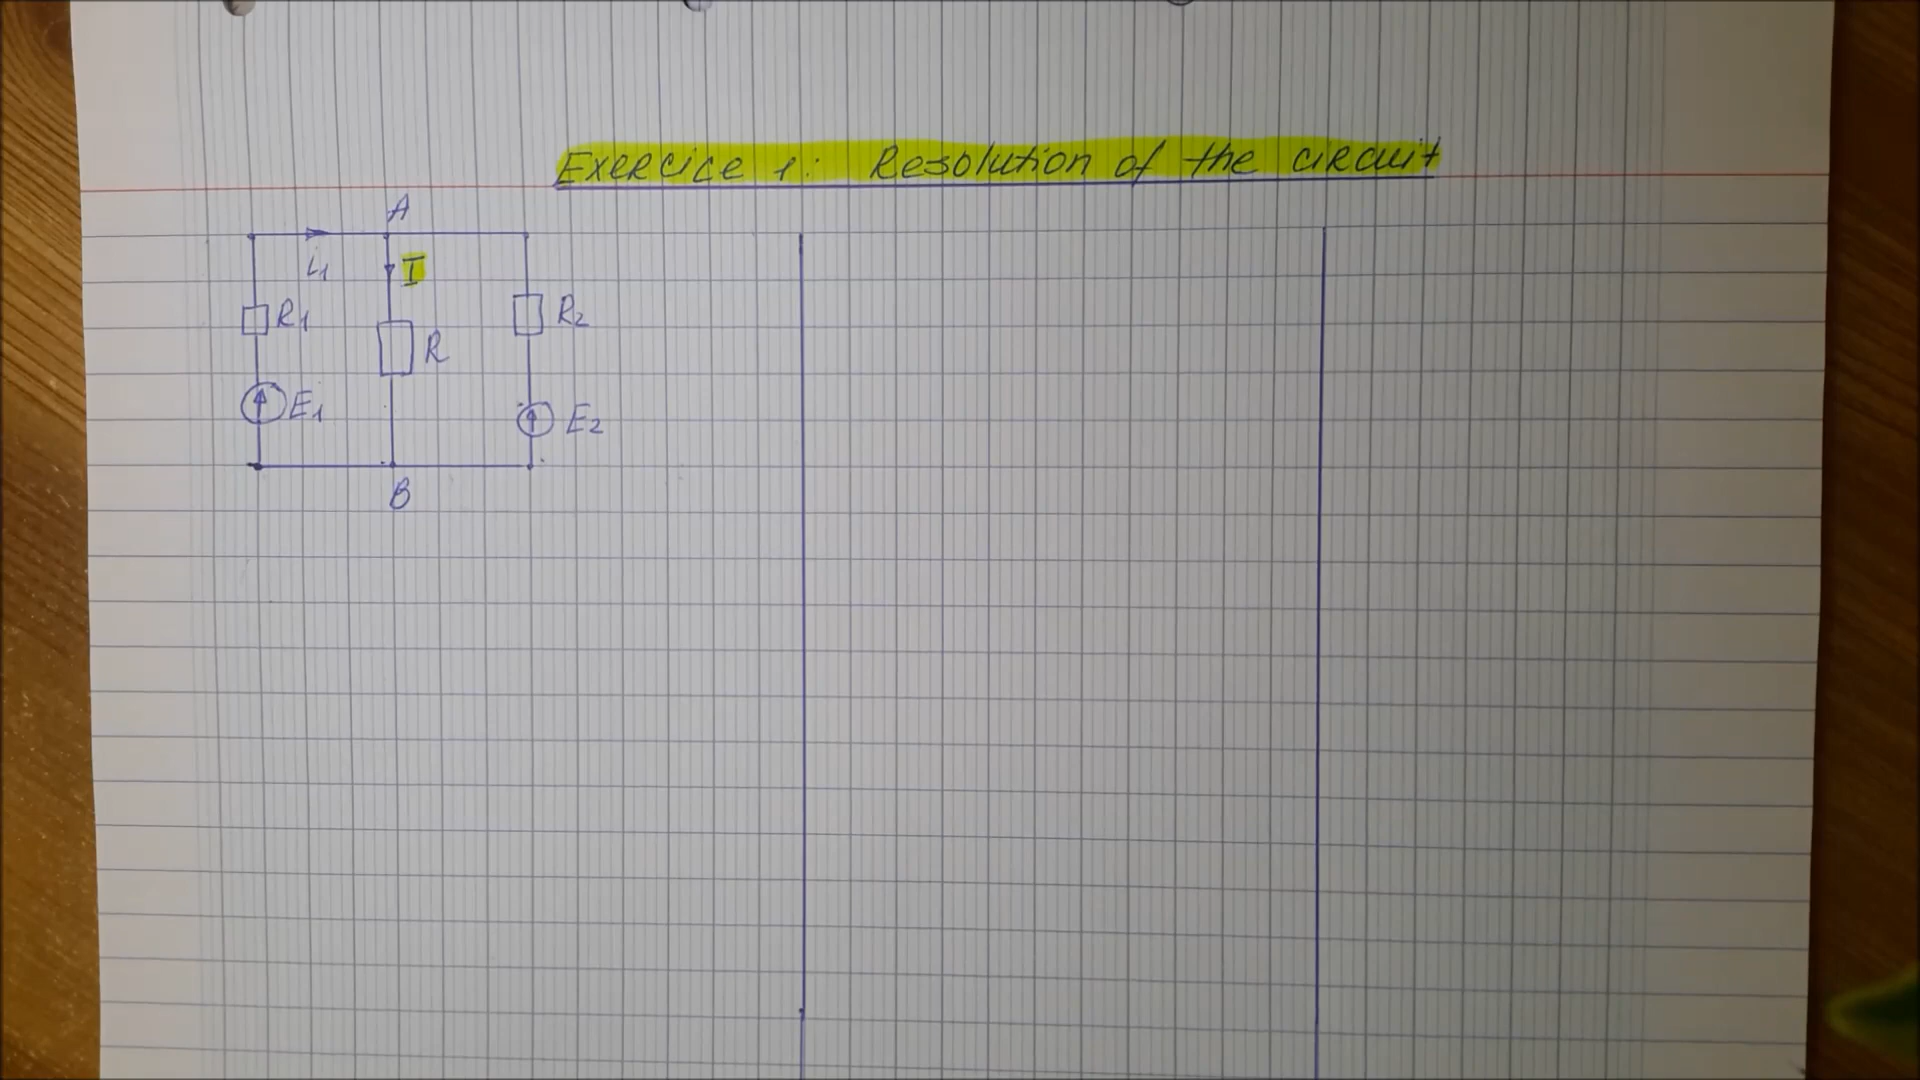 Exercice 1: Resolution of the circuit
A
i1
I
R1
R
R2
E1
E2
B